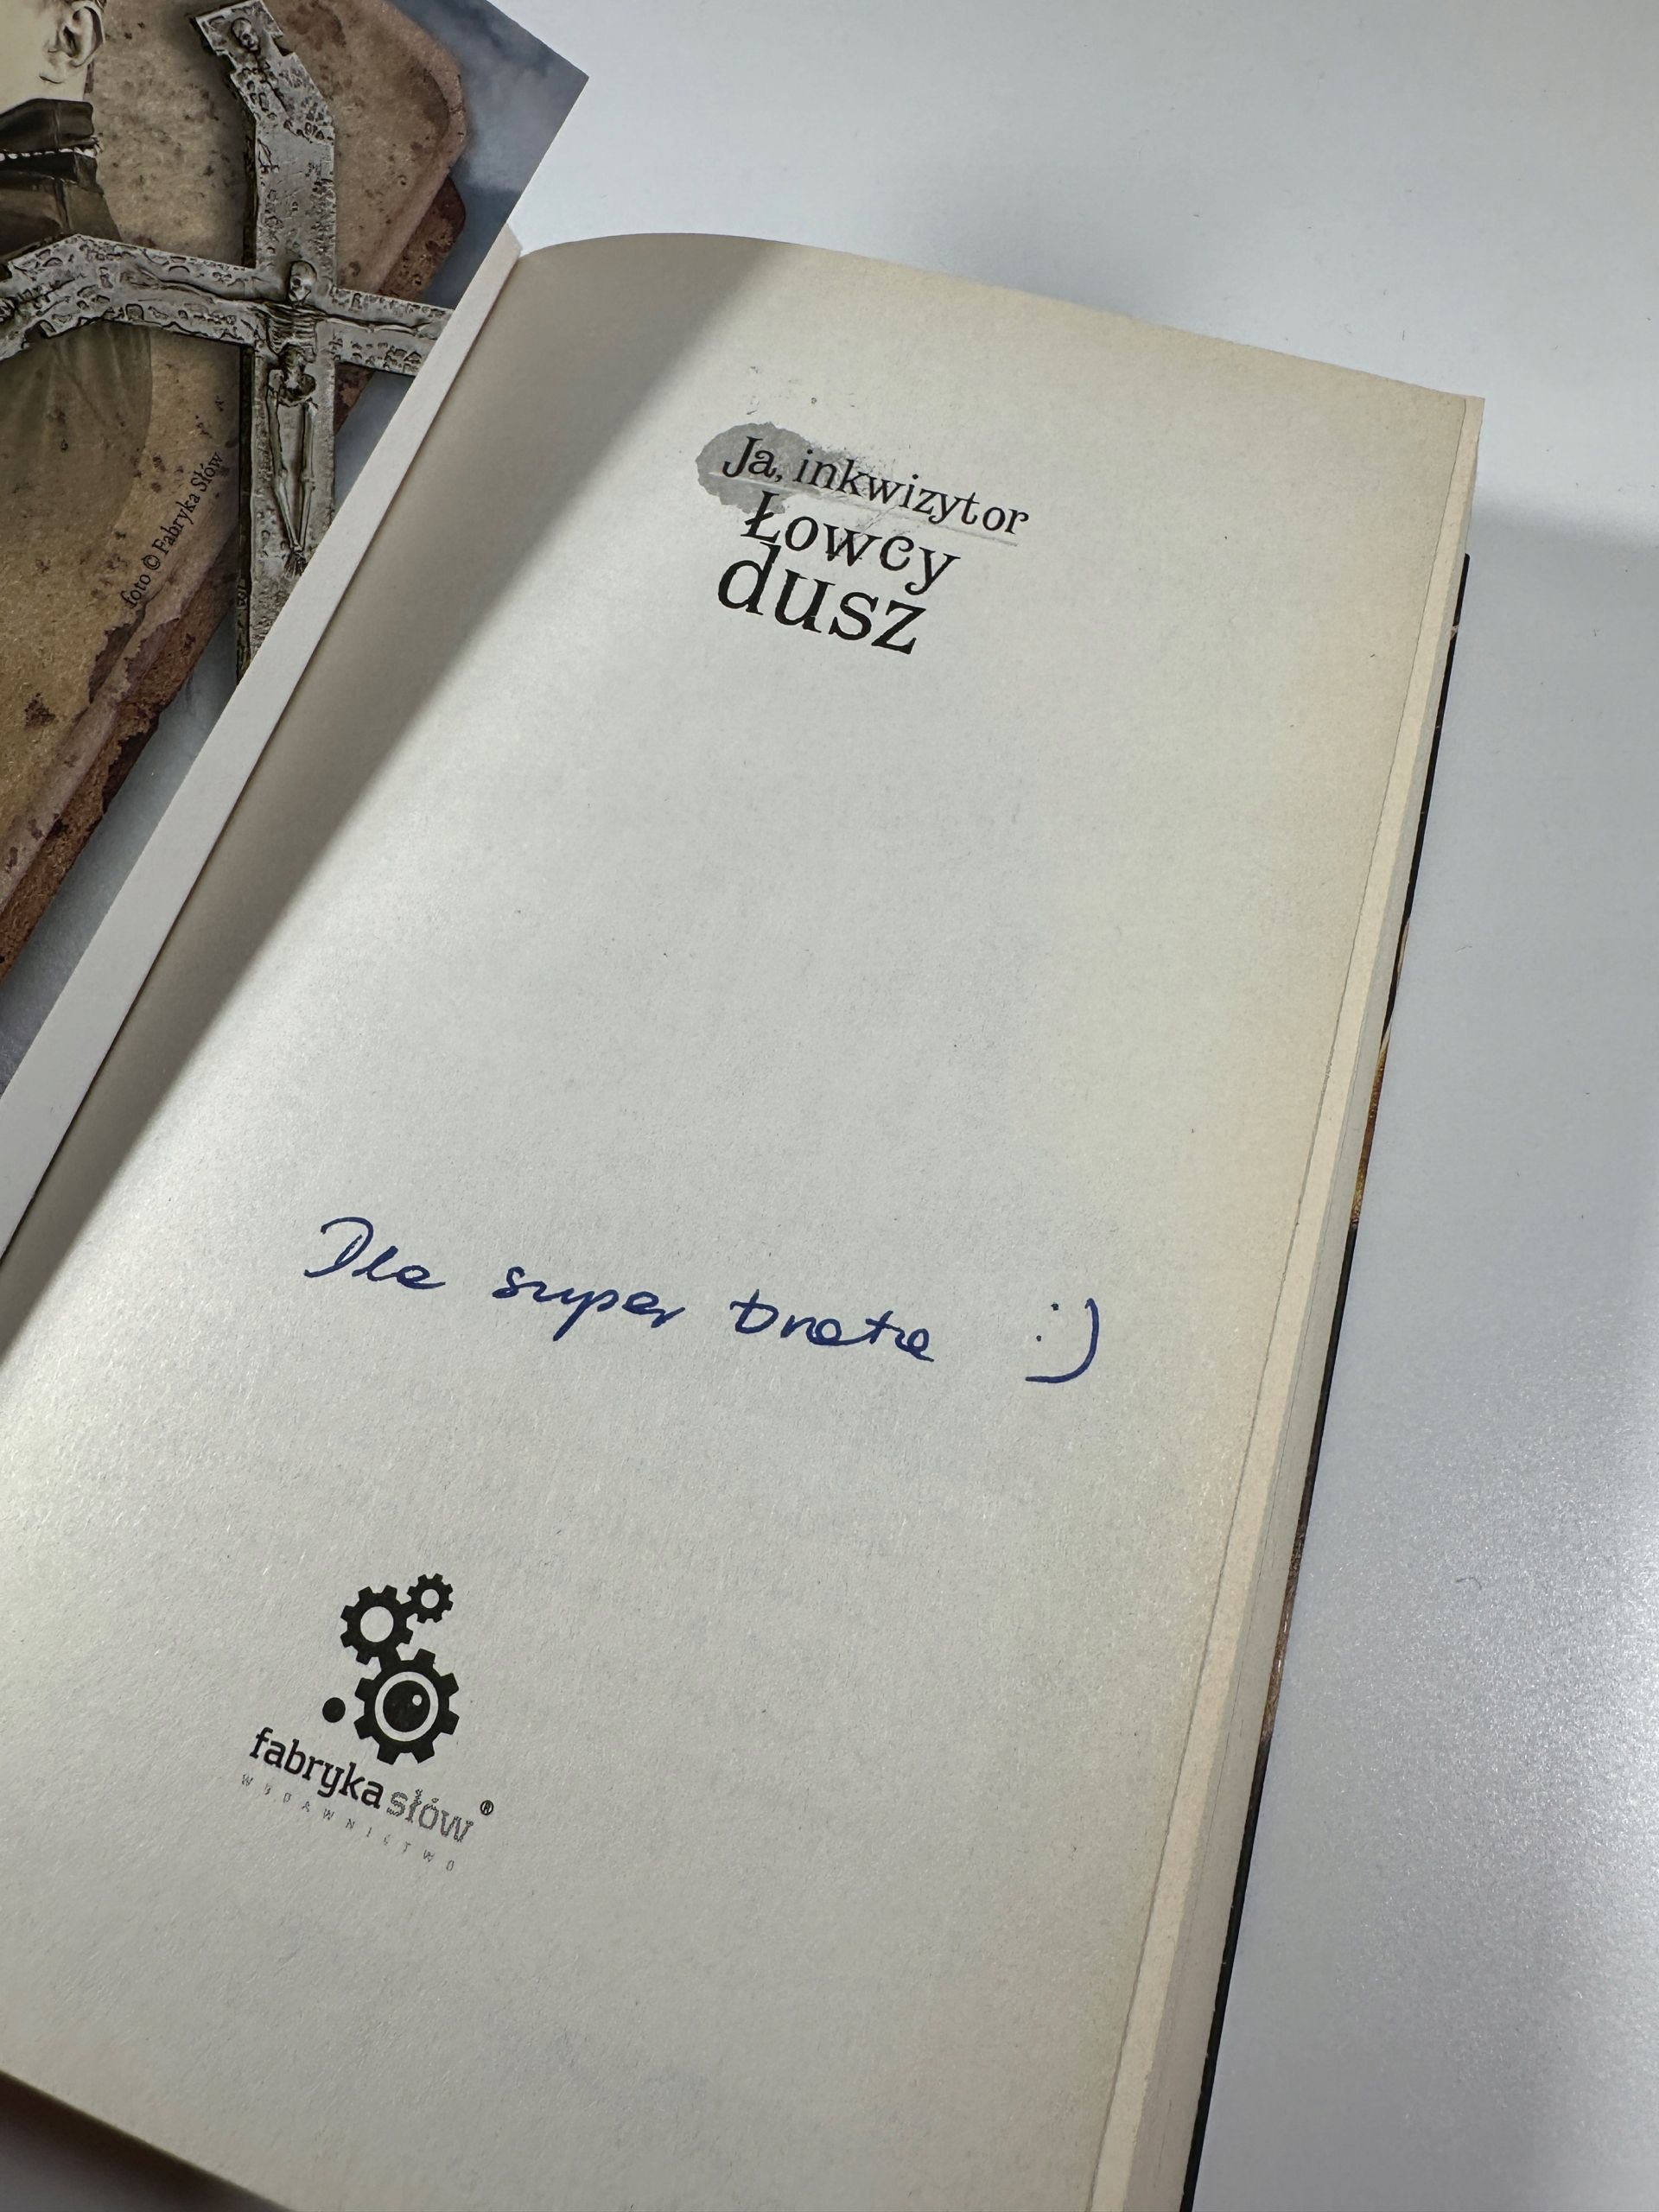 foto © Fabryka Słów
Ja, inkwizytor
Łowcy
dusz
Dla super brata :)
fabryka słów®
WYDAWNICTWO